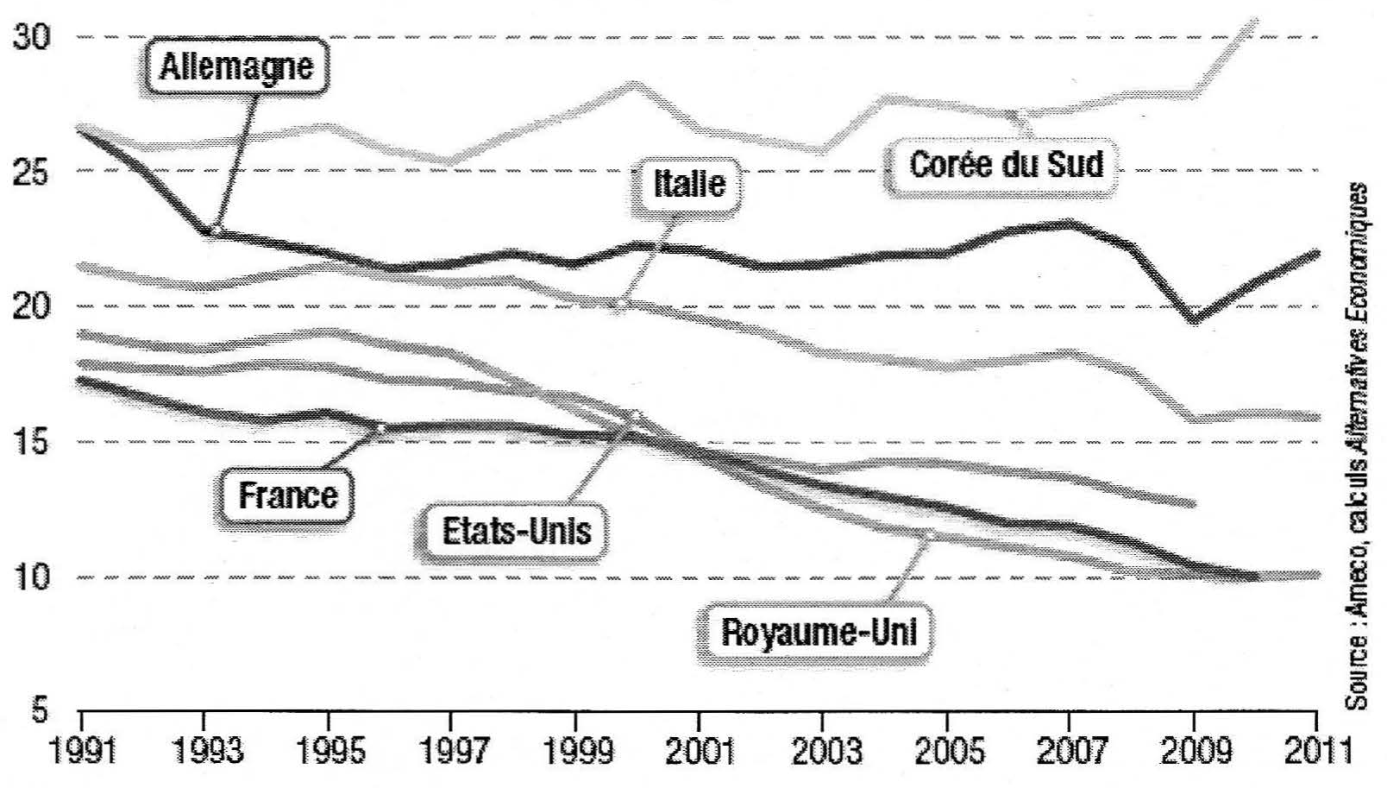 30
Allemagne
25
Corée du Sud
Italie
20
15
France
Etats-Unis
10
Royaume-Uni
5
1991 1993 1995 1997 1999 2001 2003 2005 2007 2009 2011
Source : Ameco, calculs Alternatives Economiques